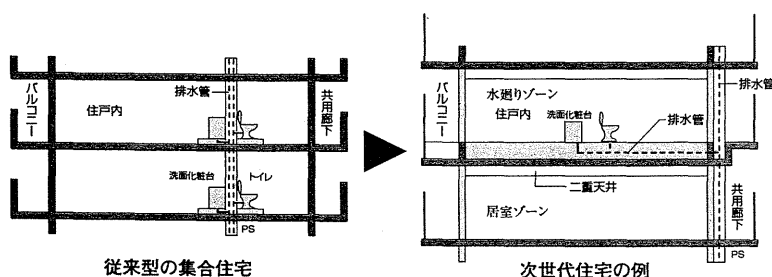 バルコニー
住戸内
排水管
共用廊下
洗面化粧台
トイレ
PS
従来型の集合住宅
バルコニー
水廻りゾーン
住戸内
洗面化粧台
排水管
排水管
二重天井
居室ゾーン
共用廊下
PS
次世代住宅の例